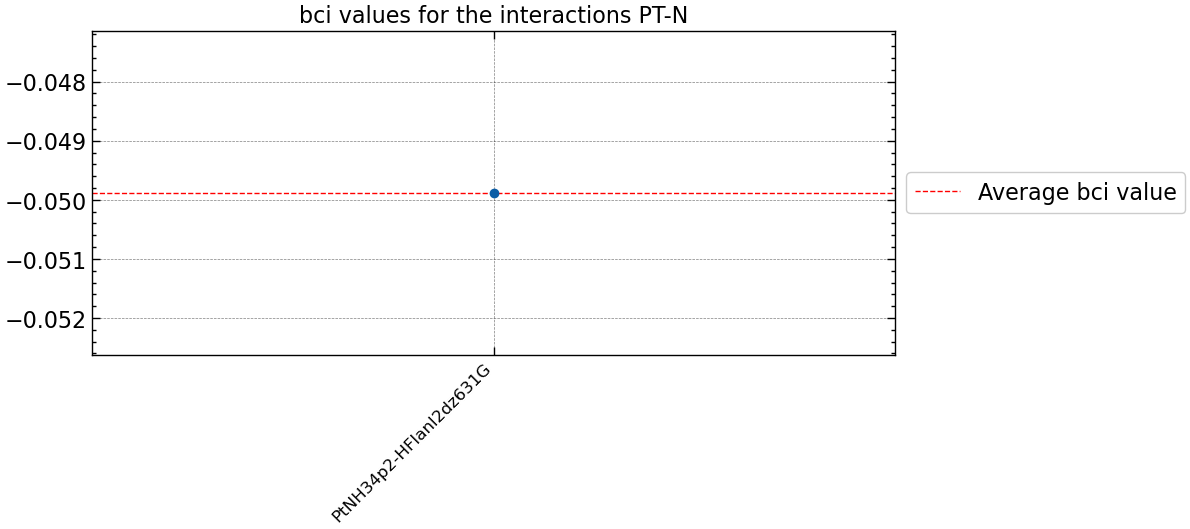 bci values for the interactions PT-N
−0.048
−0.049
−0.050
−0.051
−0.052
Average bci value
PtNH34p2-HFlanl2dz631G